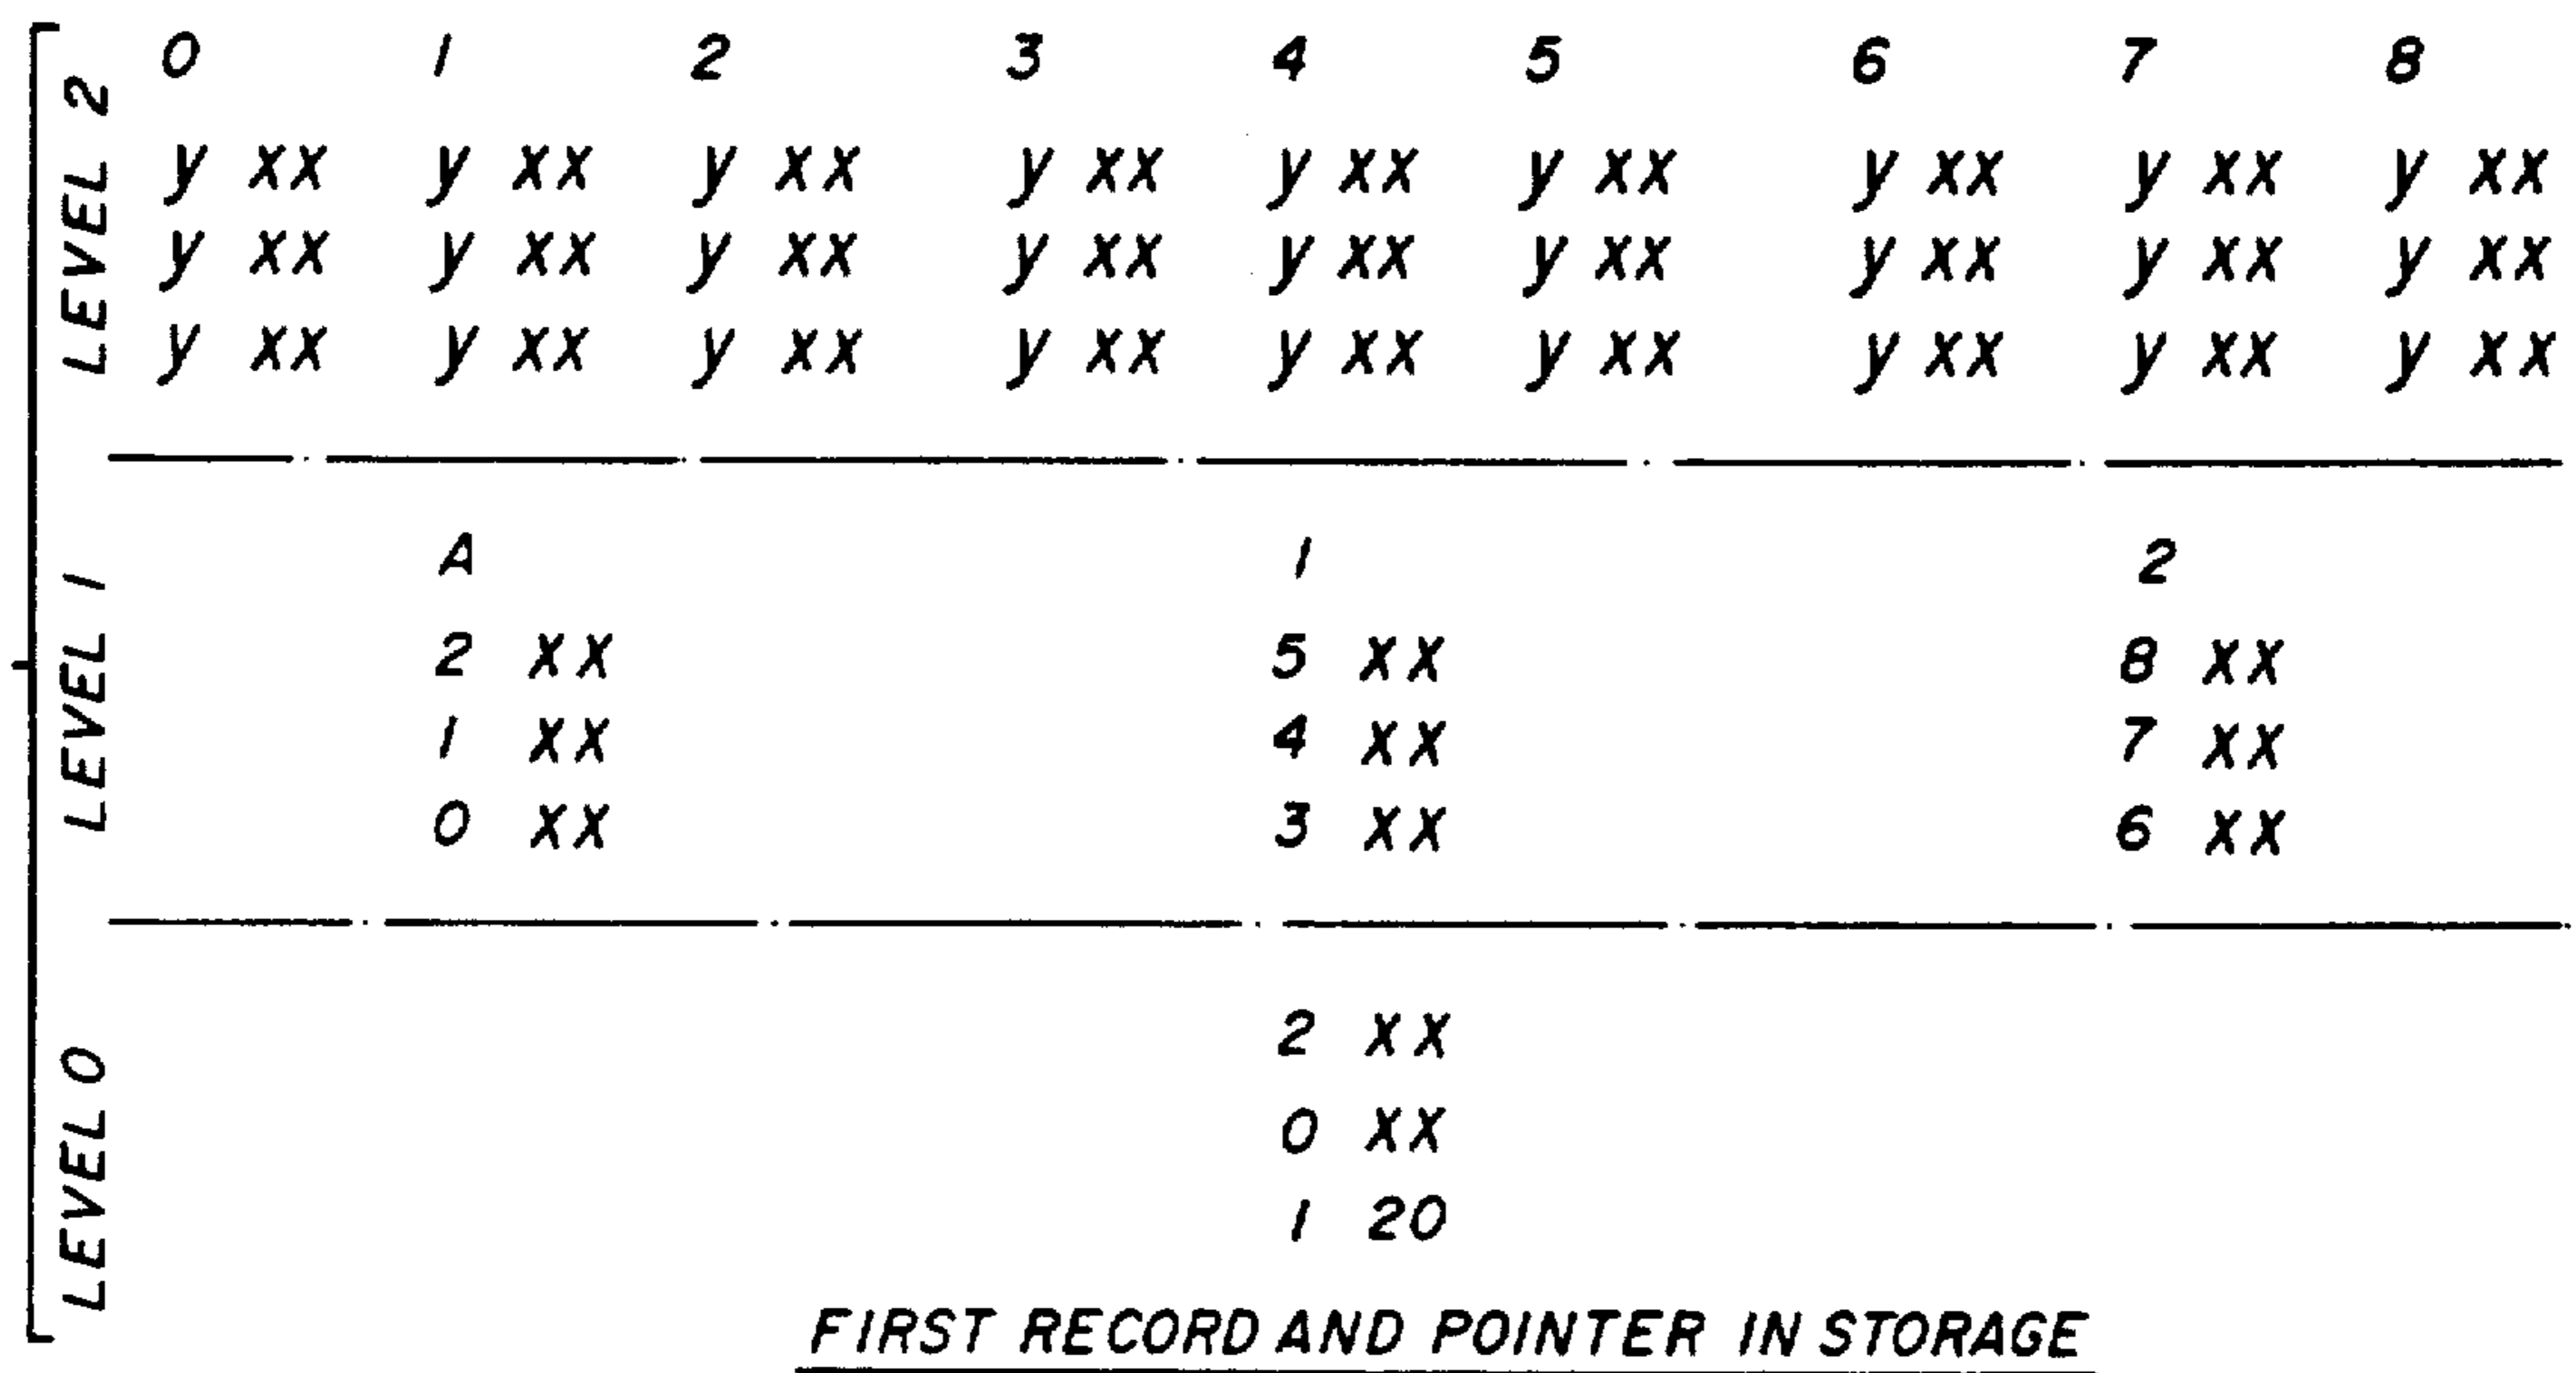 LEVEL 2
0 1 2 3 4 5 6 7 8
y xx y xx y xx y xx y xx y xx y xx y xx y xx
y xx y xx y xx y xx y xx y xx y xx y xx y xx
y xx y xx y xx y xx y xx y xx y xx y xx y xx
LEVEL 1
A 1 2
2 XX 5 XX 8 XX
1 XX 4 XX 7 XX
0 XX 3 XX 6 XX
LEVEL 0
2 XX
0 XX
1 20
FIRST RECORD AND POINTER IN STORAGE